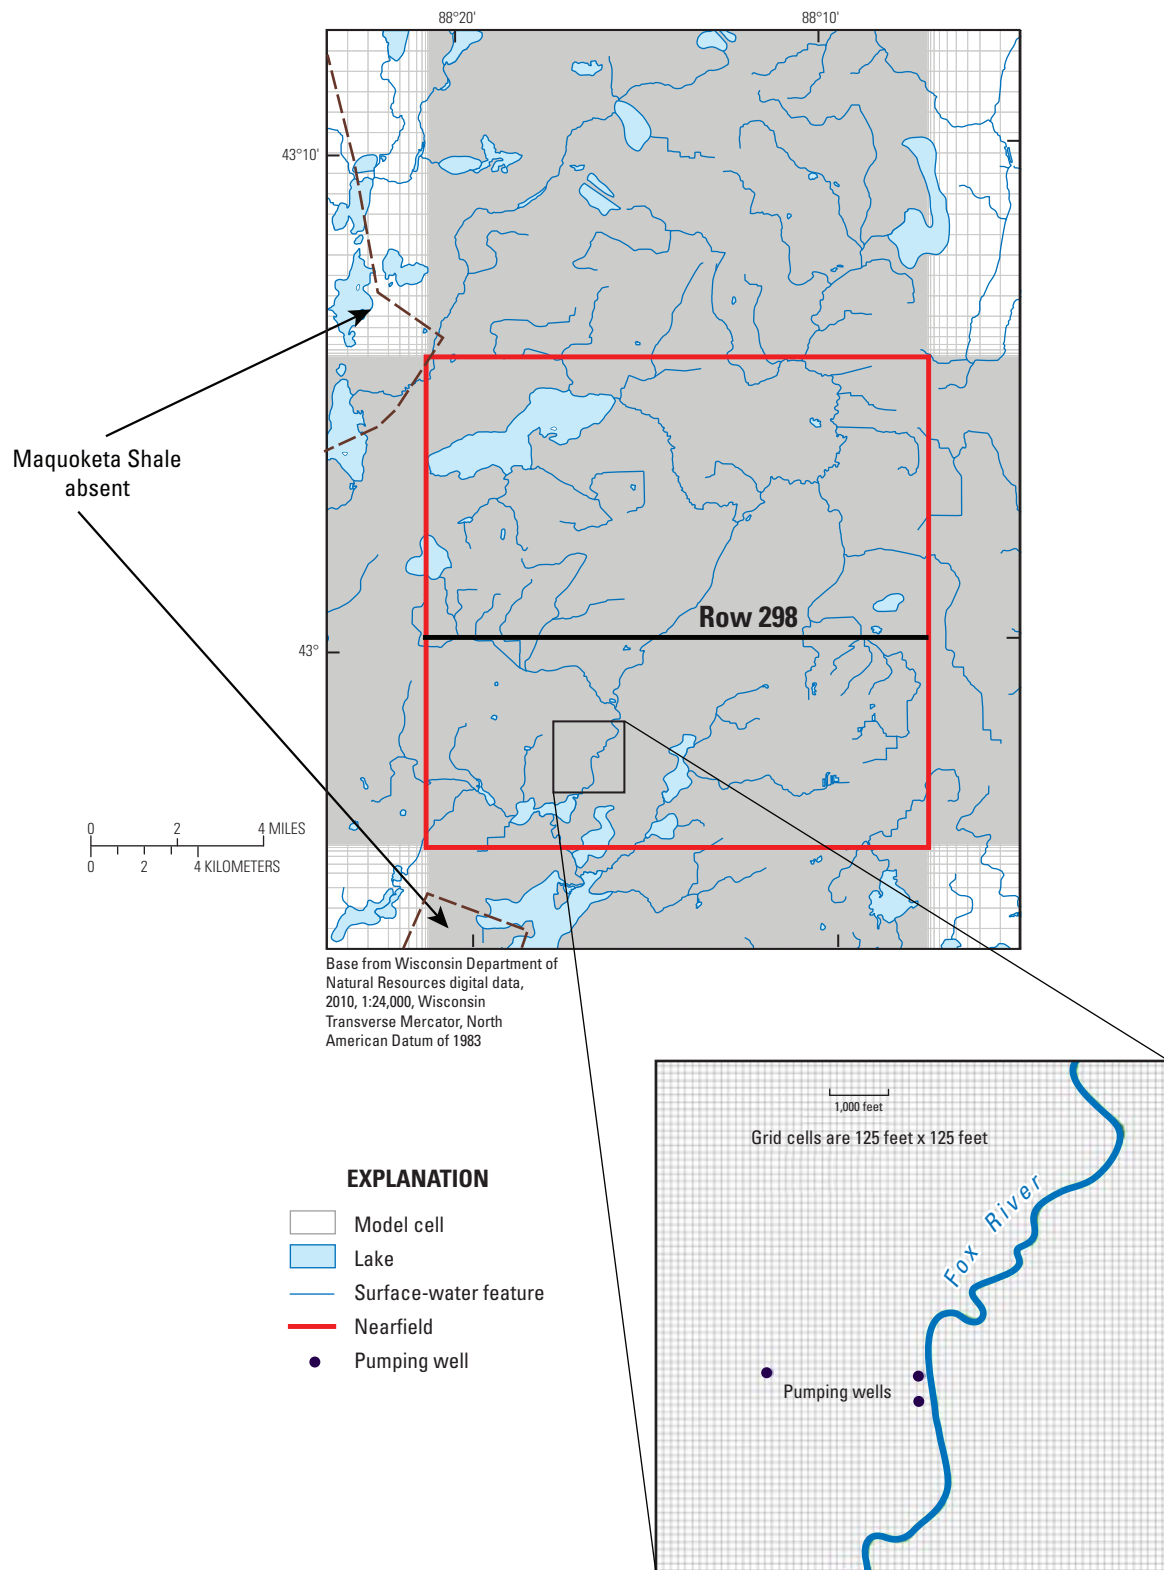 88°20'
88°10'
43°10'
Maquoketa Shale
absent
Row 298
43°
0 2 4 MILES
0 2 4 KILOMETERS
Base from Wisconsin Department of
Natural Resources digital data,
2010, 1:24,000, Wisconsin
Transverse Mercator, North
American Datum of 1983
1,000 feet
Grid cells are 125 feet x 125 feet
Fox River
Pumping wells
EXPLANATION
Model cell
Lake
Surface-water feature
Nearfield
Pumping well